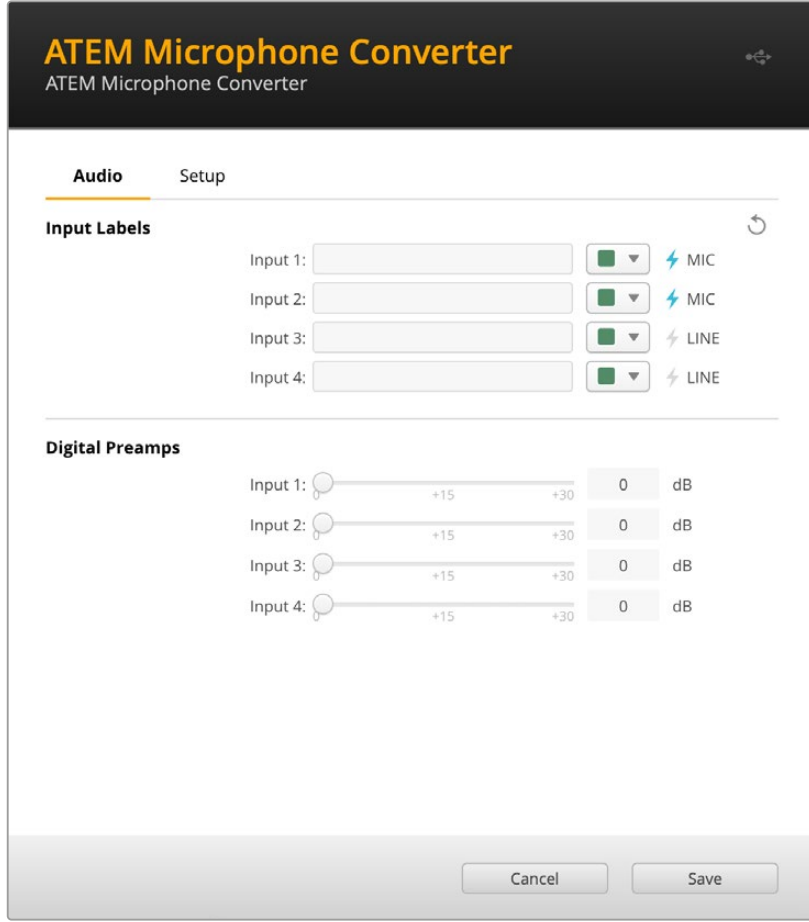 ATEM Microphone Converter
ATEM Microphone Converter
Audio Setup
Input Labels
Input 1: MIC
Input 2: MIC
Input 3: LINE
Input 4: LINE
Digital Preamps
Input 1: 0 dB
0 +15 +30
Input 2: 0 dB
0 +15 +30
Input 3: 0 dB
0 +15 +30
Input 4: 0 dB
0 +15 +30
Cancel Save